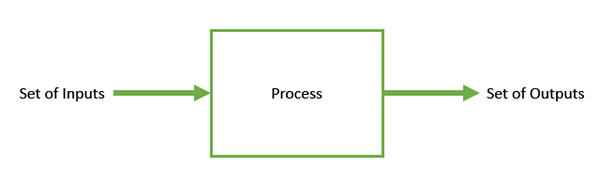 Set of Inputs
Process
Set of Outputs